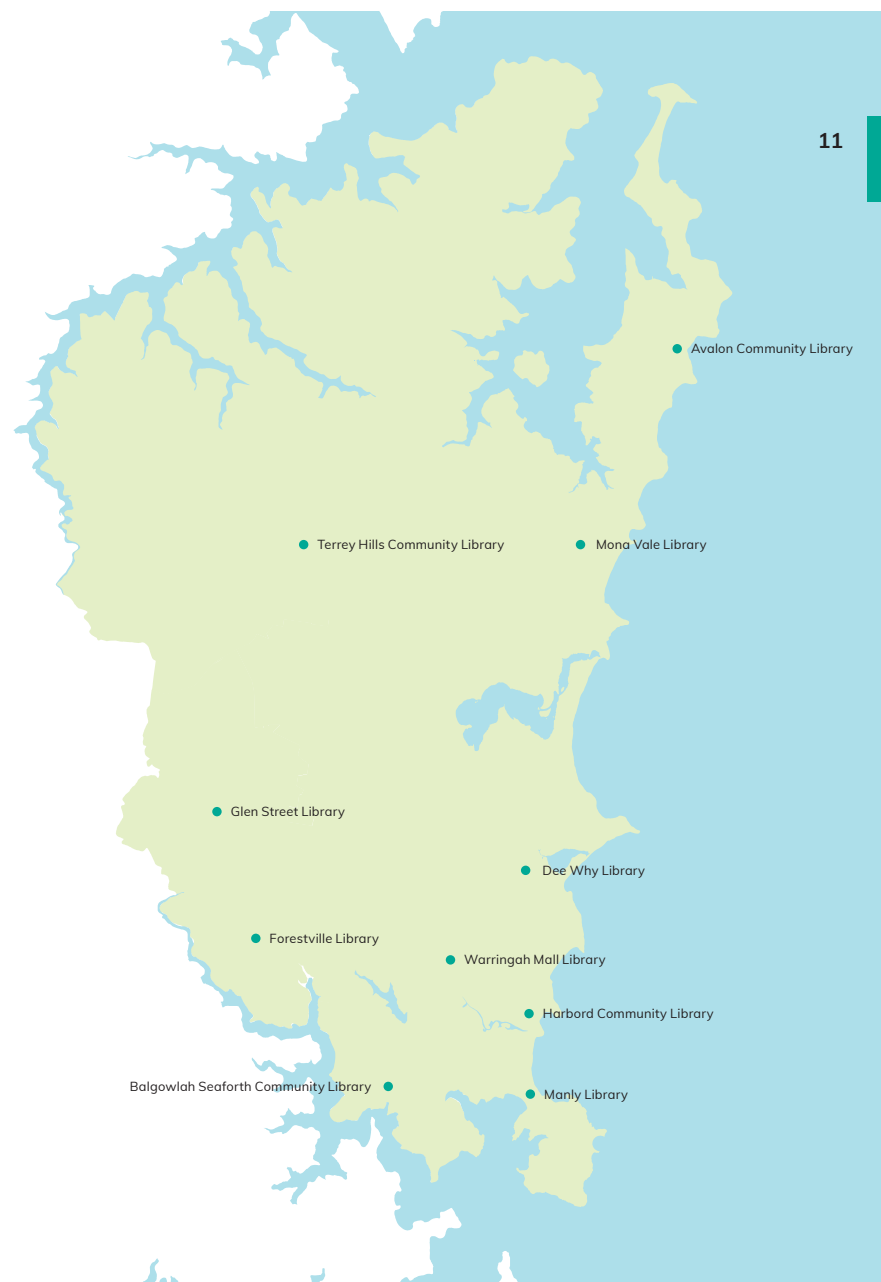 11
Avalon Community Library
Terrey Hills Community Library
Mona Vale Library
Glen Street Library
Dee Why Library
Forestville Library
Warringah Mall Library
Harbord Community Library
Balgowlah Seaforth Community Library
Manly Library